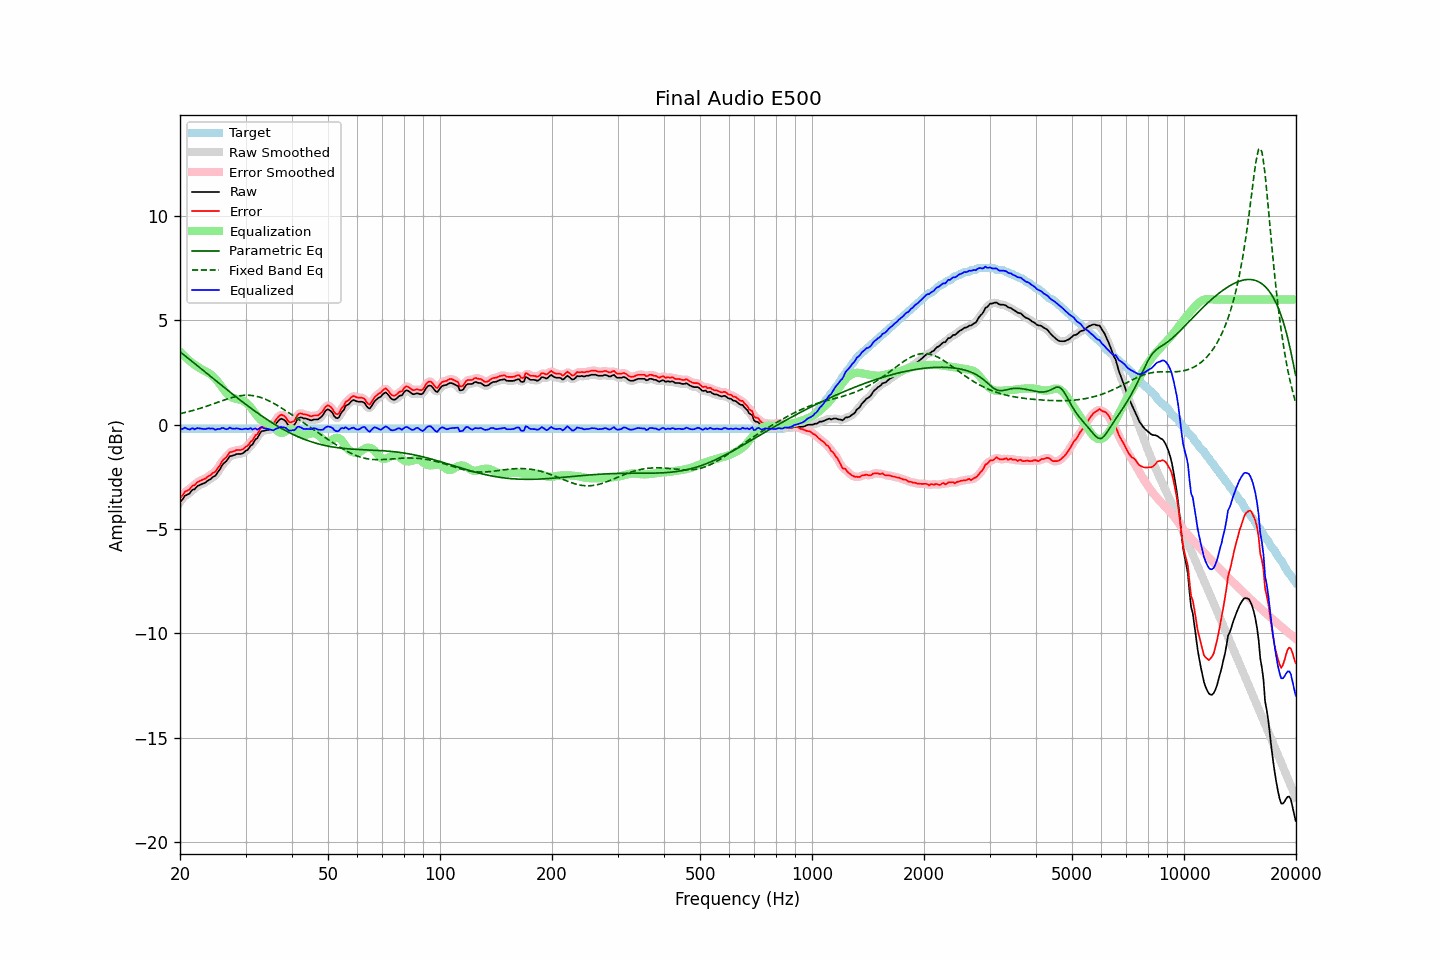 Final Audio E500
Target
Raw Smoothed
Error Smoothed
Raw
Error
Equalization
Parametric Eq
Fixed Band Eq
Equalized
Amplitude (dBr)
10
5
0
−5
−10
−15
−20
20 50 100 200 500 1000 2000 5000 10000 20000
Frequency (Hz)